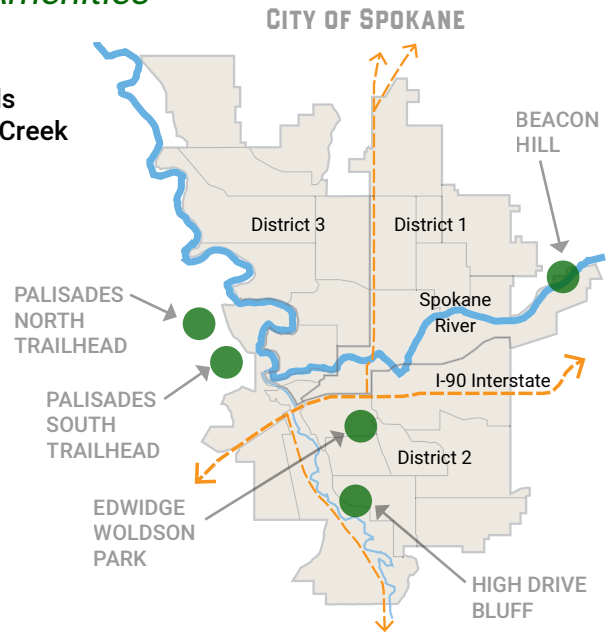 Amenities
CITY OF SPOKANE
Creek
BEACON
HILL
District 3
District 1
PALISADES
NORTH
TRAILHEAD
Spokane
River
PALISADES
SOUTH
TRAILHEAD
I-90 Interstate
District 2
EDWIDGE
WOLDSON
PARK
HIGH DRIVE
BLUFF